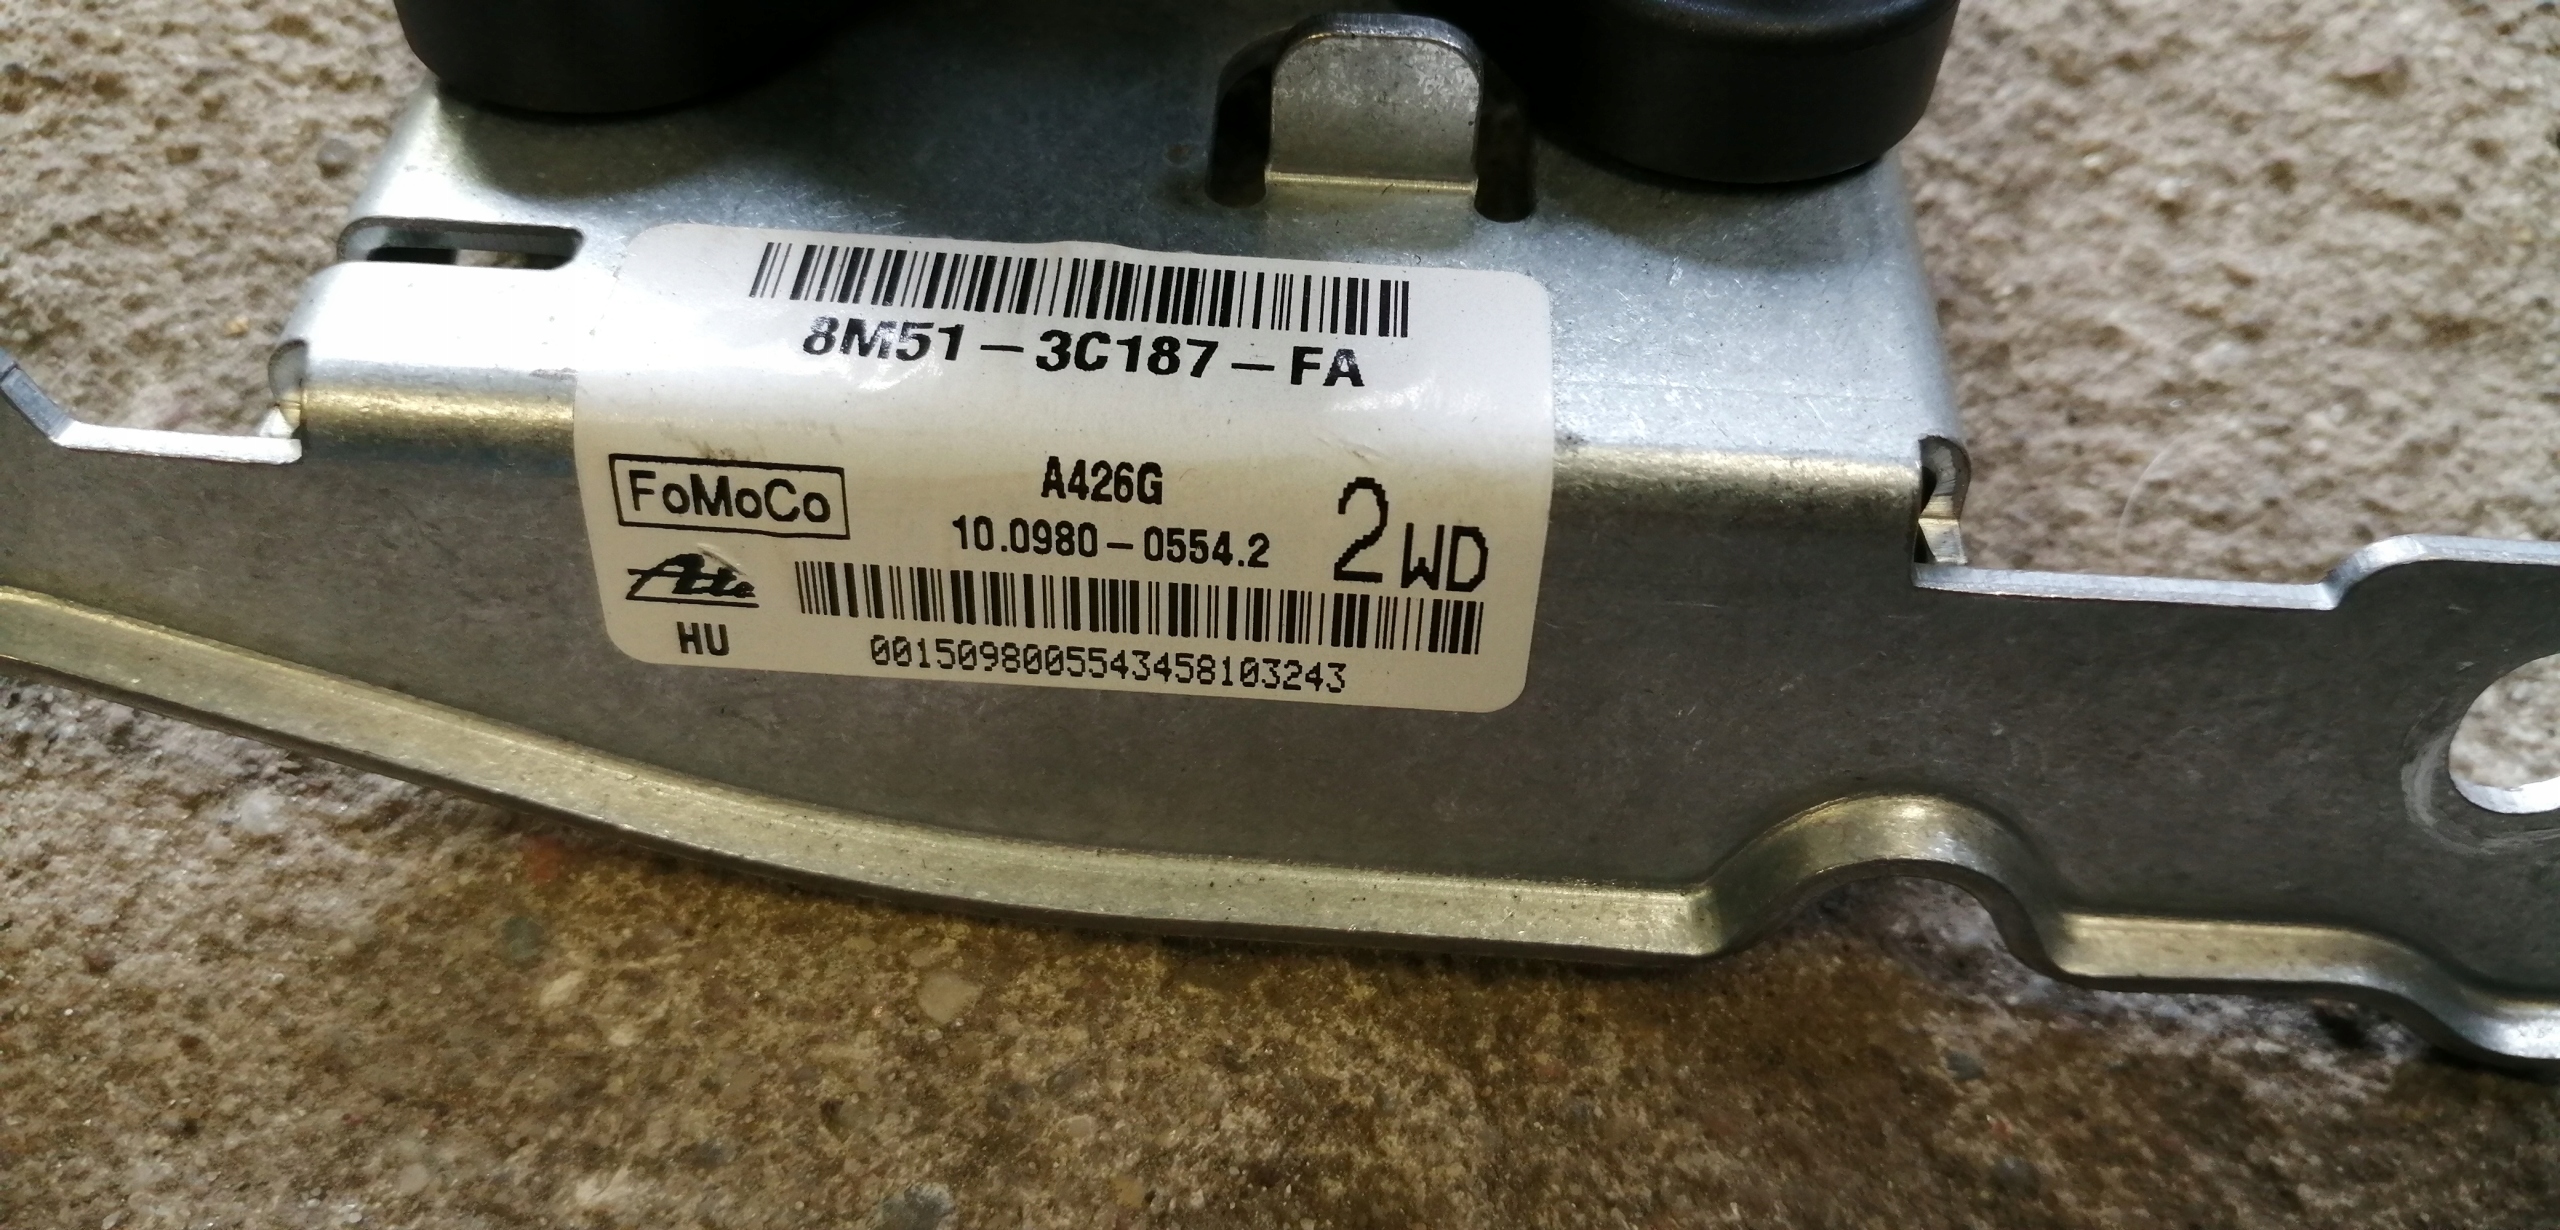 8M51-3C187-FA
FoMoCo
A426G
10.0980-0554.2
2WD
Ate
HU
0015098005543458103243